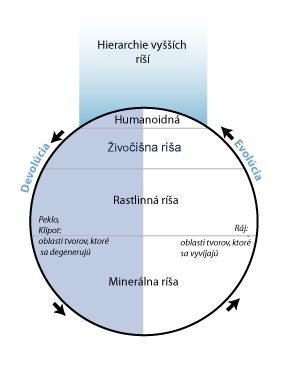 Hierarchie vyšších
ríší
Humanoidná
Živočíšna ríša
Devolúcia
Evolúcia
Rastlinná ríša
Peklo,
Klipot:
oblasti tvorov, ktoré
sa degenerujú
Ráj:
oblasti tvorov, ktoré
sa vyvíjajú
Minerálna ríša